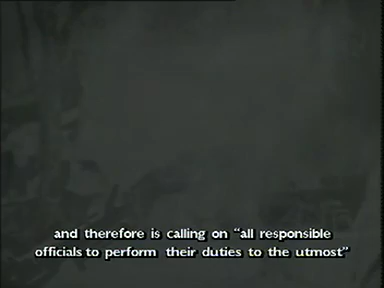 and therefore is calling on “all responsible
officials to perform their duties to the utmost”